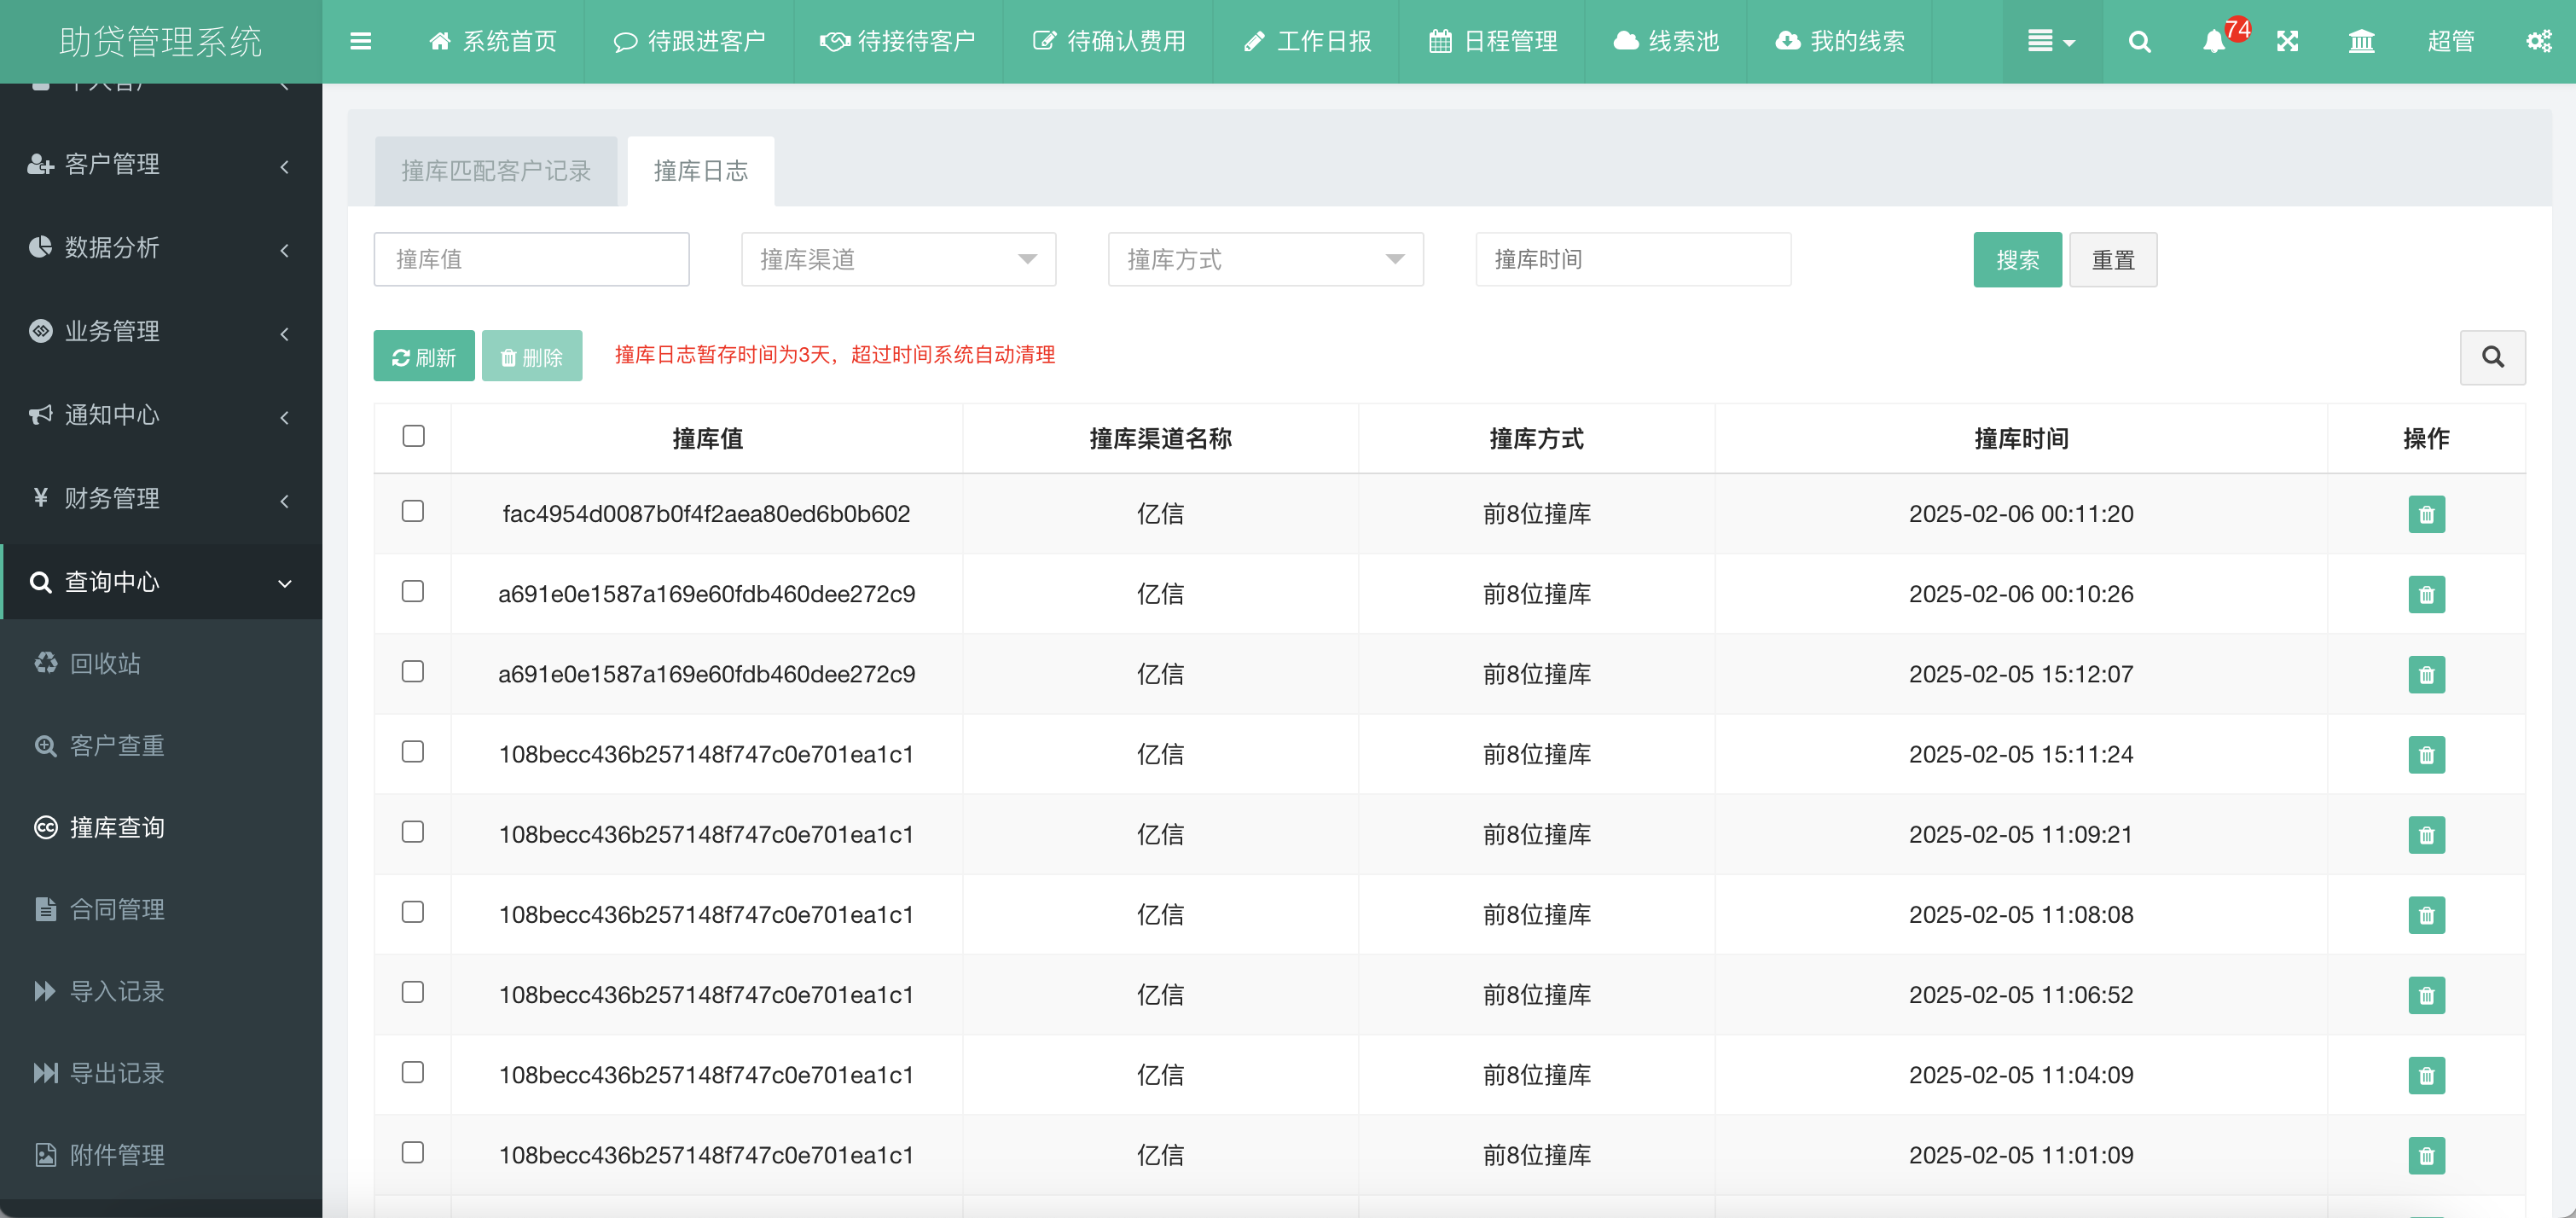 助贷管理系统
系统首页
待跟进客户
待接待客户
待确认费用
工作日报
日程管理
线索池
我的线索
74
超管
个人客户
客户管理
数据分析
业务管理
通知中心
财务管理
查询中心
回收站
客户查重
撞库查询
合同管理
导入记录
导出记录
附件管理
撞库匹配客户记录
撞库日志
撞库值
撞库渠道
撞库方式
撞库时间
搜索
重置
刷新
删除
撞库日志暂存时间为3天，超过时间系统自动清理
撞库值 撞库渠道名称 撞库方式 撞库时间 操作
fac4954d0087b0f4f2aea80ed6b0b602 亿信 前8位撞库 2025-02-06 00:11:20
a691e0e1587a169e60fdb460dee272c9 亿信 前8位撞库 2025-02-06 00:10:26
a691e0e1587a169e60fdb460dee272c9 亿信 前8位撞库 2025-02-05 15:12:07
108becc436b257148f747c0e701ea1c1 亿信 前8位撞库 2025-02-05 15:11:24
108becc436b257148f747c0e701ea1c1 亿信 前8位撞库 2025-02-05 11:09:21
108becc436b257148f747c0e701ea1c1 亿信 前8位撞库 2025-02-05 11:08:08
108becc436b257148f747c0e701ea1c1 亿信 前8位撞库 2025-02-05 11:06:52
108becc436b257148f747c0e701ea1c1 亿信 前8位撞库 2025-02-05 11:04:09
108becc436b257148f747c0e701ea1c1 亿信 前8位撞库 2025-02-05 11:01:09